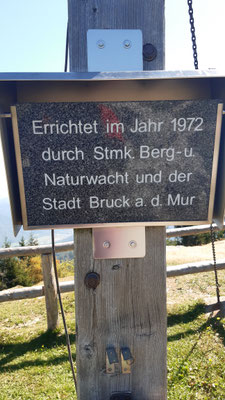 Errichtet im Jahr 1972
durch Stmk. Berg-u.
Naturwacht und der
Stadt Bruck a. d. Mur